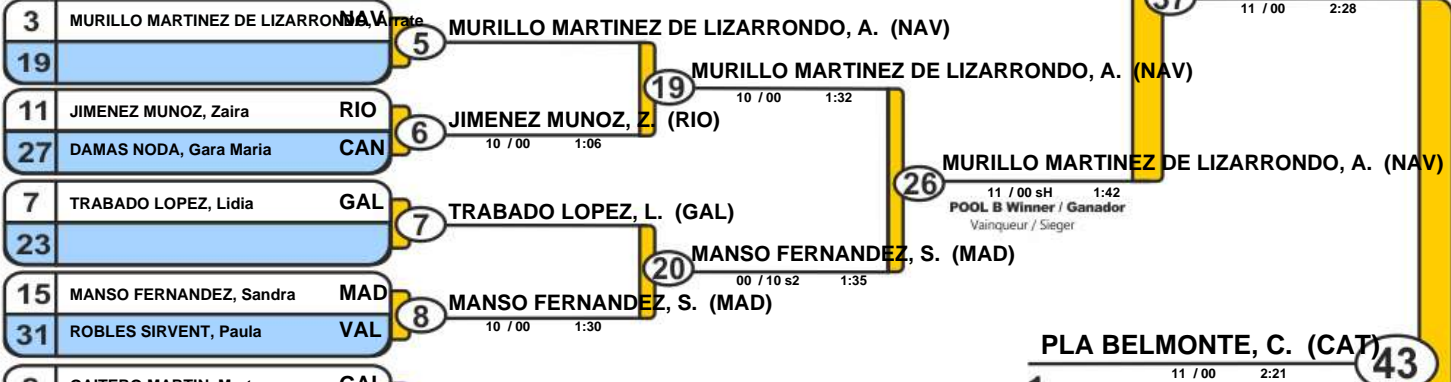 37
11 / 00 2:28
3 MURILLO MARTINEZ DE LIZARRONDO, Arrate NAV
19
5
MURILLO MARTINEZ DE LIZARRONDO, A. (NAV)
19
MURILLO MARTINEZ DE LIZARRONDO, A. (NAV)
10 / 00 1:32
11 JIMENEZ MUNOZ, Zaira RIO
27 DAMAS NODA, Gara Maria CAN
6
JIMENEZ MUNOZ, Z. (RIO)
10 / 00 1:06
26
MURILLO MARTINEZ DE LIZARRONDO, A. (NAV)
11 / 00 sH 1:42
POOL B Winner / Ganador
Vainqueur / Sieger
7 TRABADO LOPEZ, Lidia GAL
23
7
TRABADO LOPEZ, L. (GAL)
20
MANSO FERNANDEZ, S. (MAD)
00 / 10 s2 1:35
15 MANSO FERNANDEZ, Sandra MAD
31 ROBLES SIRVENT, Paula VAL
8
MANSO FERNANDEZ, S. (MAD)
10 / 00 1:30
PLA BELMONTE, C. (CAT)
43
11 / 00 2:21